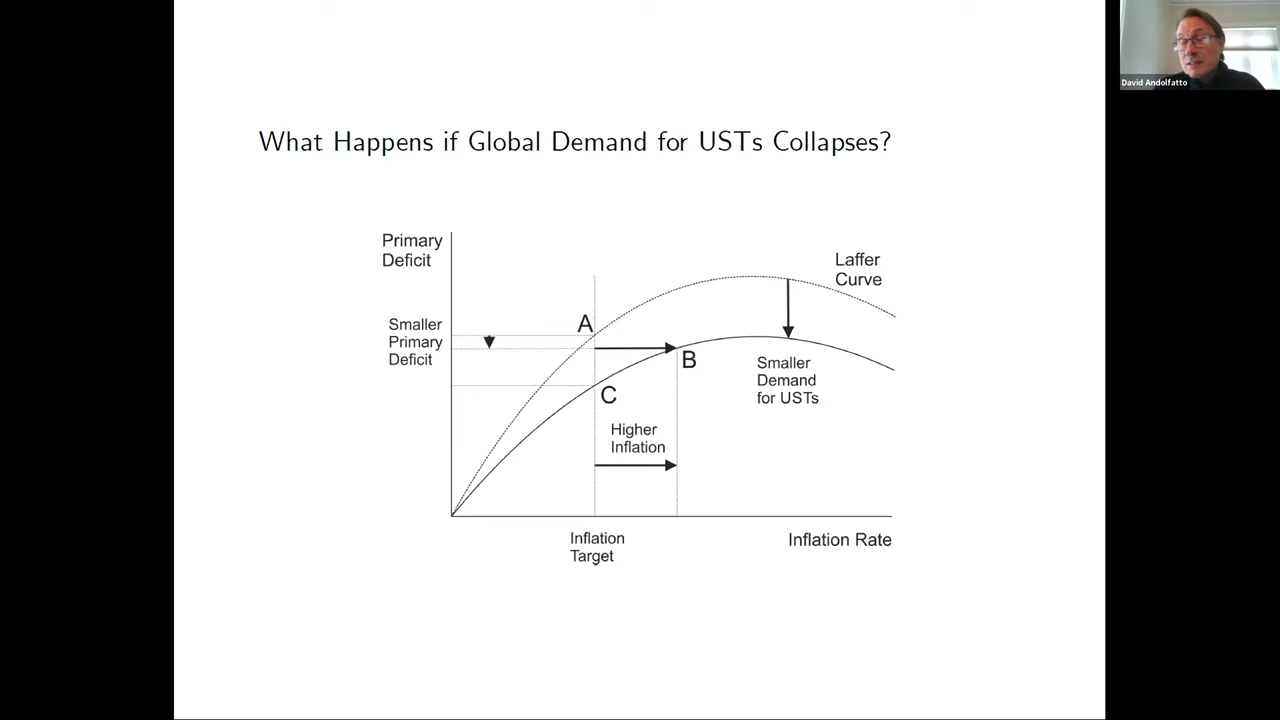 David Andolfatto
What Happens if Global Demand for USTs Collapses?
Primary
Deficit
Laffer
Curve
Smaller
Primary
Deficit
A
B
Smaller
Demand
for USTs
C
Higher
Inflation
Inflation
Target
Inflation Rate